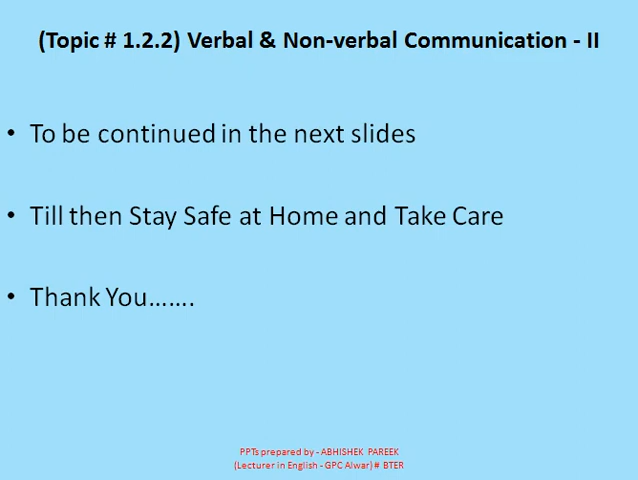 (Topic # 1.2.2) Verbal & Non-verbal Communication - II
• To be continued in the next slides
• Till then Stay Safe at Home and Take Care
• Thank You…….
PPTs prepared by - ABHISHEK PAREEK
(Lecturer in English - GPC Alwar) # BTER